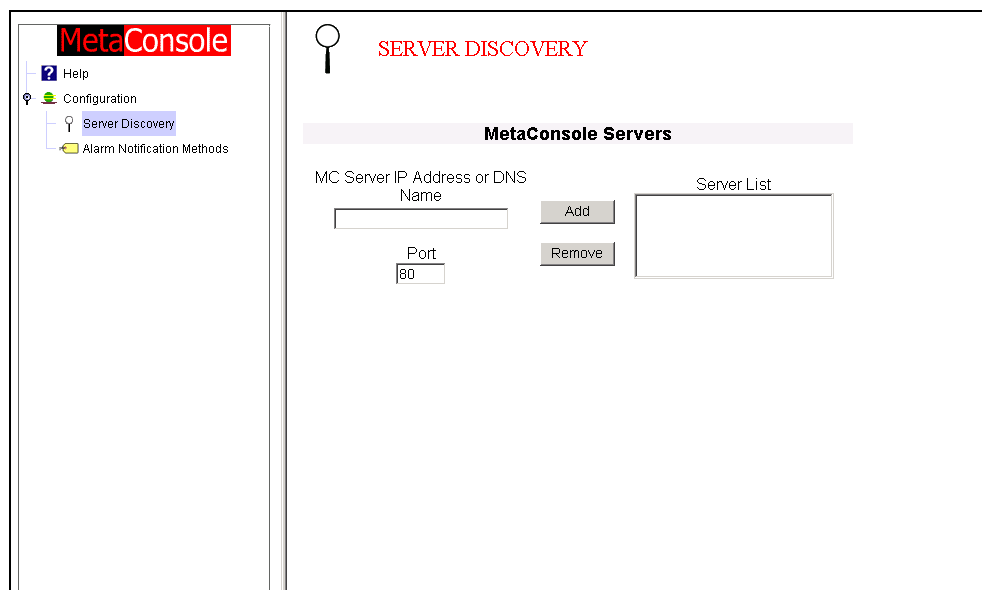 MetaConsole
? Help
Configuration
Server Discovery
Alarm Notification Methods
SERVER DISCOVERY
MetaConsole Servers
MC Server IP Address or DNS
Name
Add
Server List
Port
80
Remove